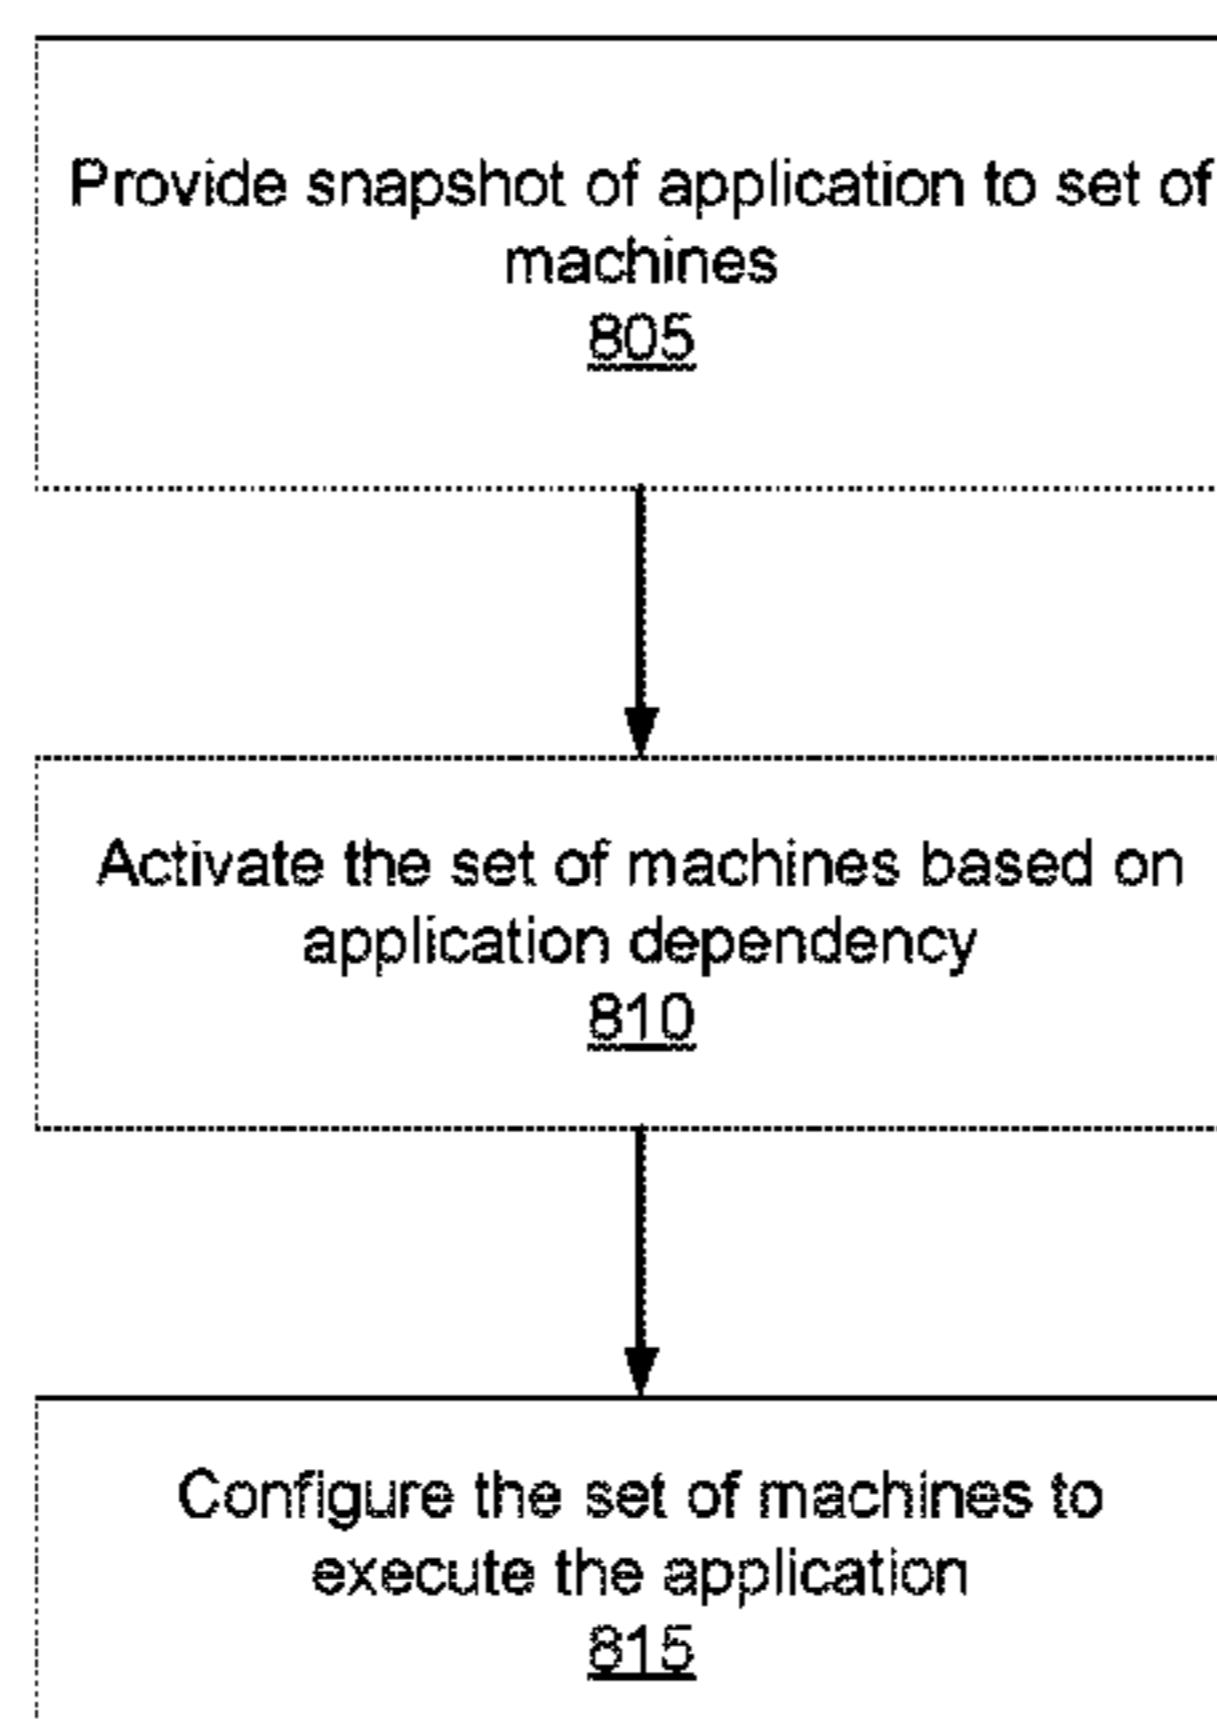 Provide snapshot of application to set of
machines
805
Activate the set of machines based on
application dependency
810
Configure the set of machines to
execute the application
815